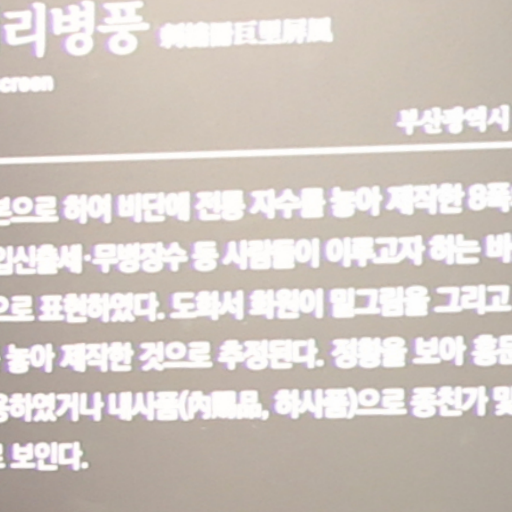 리병풍
creen
부산광역시
본으로 하여 비단에 전통 자수를 놓아 제작한 8폭
입신출세·무병장수 등 사람들이 이루고자 하는 바
으로 표현하였다. 도화서 화원이 밑그림을 그리고
놓아 제작한 것으로 추정된다. 정황을 보아 흥
용하였거나 내사품(內賜品, 하사품)으로 종친가 및
로 보인다.